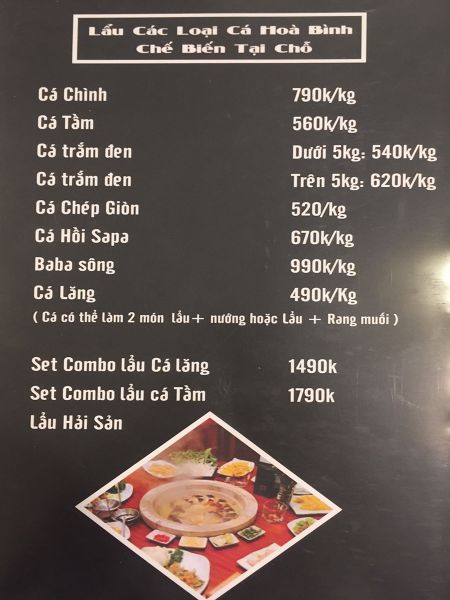 Lẩu Các Loại Cá Hoà Bình
Chế Biến Tại Chỗ
Cá Chình 790k/kg
Cá Tầm 560k/kg
Cá trắm đen Dưới 5kg: 540k/kg
Cá trắm đen Trên 5kg: 620k/kg
Cá Chép Giòn 520/kg
Cá Hồi Sapa 670k/kg
Baba sông 990k/kg
Cá Lăng 490k/Kg
( Cá có thể làm 2 món lẩu+ nướng hoặc Lẩu + Rang muối )
Set Combo lẩu Cá lăng 1490k
Set Combo lẩu cá Tầm 1790k
Lẩu Hải Sản